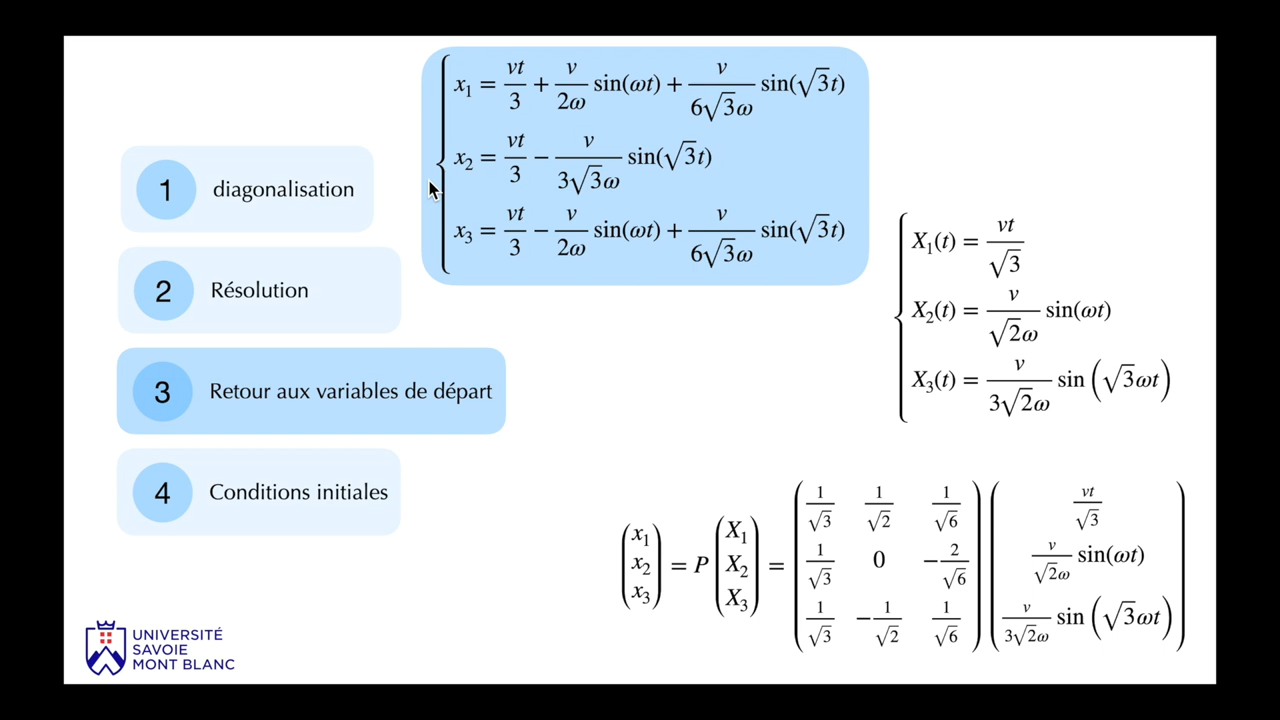 x₁ = vt/3 + v/2ω sin(ωt) + v/6√3ω sin(√3t)
x₂ = vt/3 − v/3√3ω sin(√3t)
x₃ = vt/3 − v/2ω sin(ωt) + v/6√3ω sin(√3t)
1 diagonalisation
2 Résolution
3 Retour aux variables de départ
4 Conditions initiales
X₁(t) = vt/√3
X₂(t) = v/√2ω sin(ωt)
X₃(t) = v/3√2ω sin(√3ωt)
(x₁ x₂ x₃) = P (X₁ X₂ X₃) = (1/√3 1/√2 1/√6
1/√3 0 −2/√6
1/√3 −1/√2 1/√6)
(vt/√3
v/√2ω sin(ωt)
v/3√2ω sin(√3ωt))
UNIVERSITÉ
SAVOIE
MONT BLANC